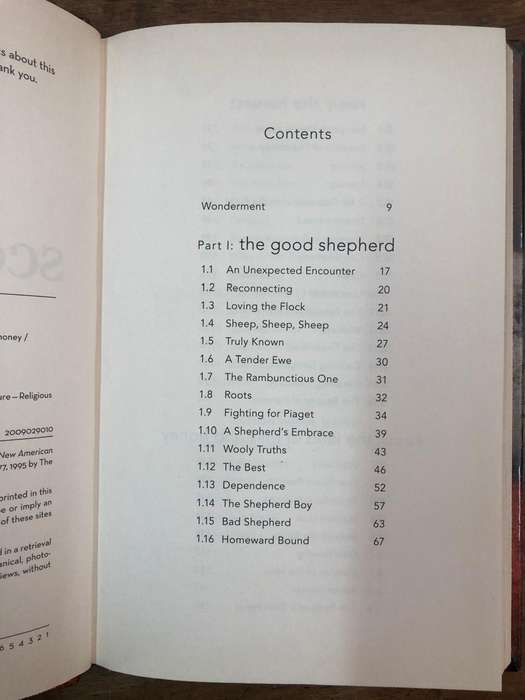 s about this
ank you.
money /
ure—Religious
2009029010
New American
77, 1995 by The
printed in this
e or imply an
of these sites
d in a retrieval
anical, photo-
iews, without
6 5 4 3 2 1
Contents
Wonderment 9
Part I: the good shepherd
1.1 An Unexpected Encounter 17
1.2 Reconnecting 20
1.3 Loving the Flock 21
1.4 Sheep, Sheep, Sheep 24
1.5 Truly Known 27
1.6 A Tender Ewe 30
1.7 The Rambunctious One 31
1.8 Roots 32
1.9 Fighting for Piaget 34
1.10 A Shepherd's Embrace 39
1.11 Wooly Truths 43
1.12 The Best 46
1.13 Dependence 52
1.14 The Shepherd Boy 57
1.15 Bad Shepherd 63
1.16 Homeward Bound 67